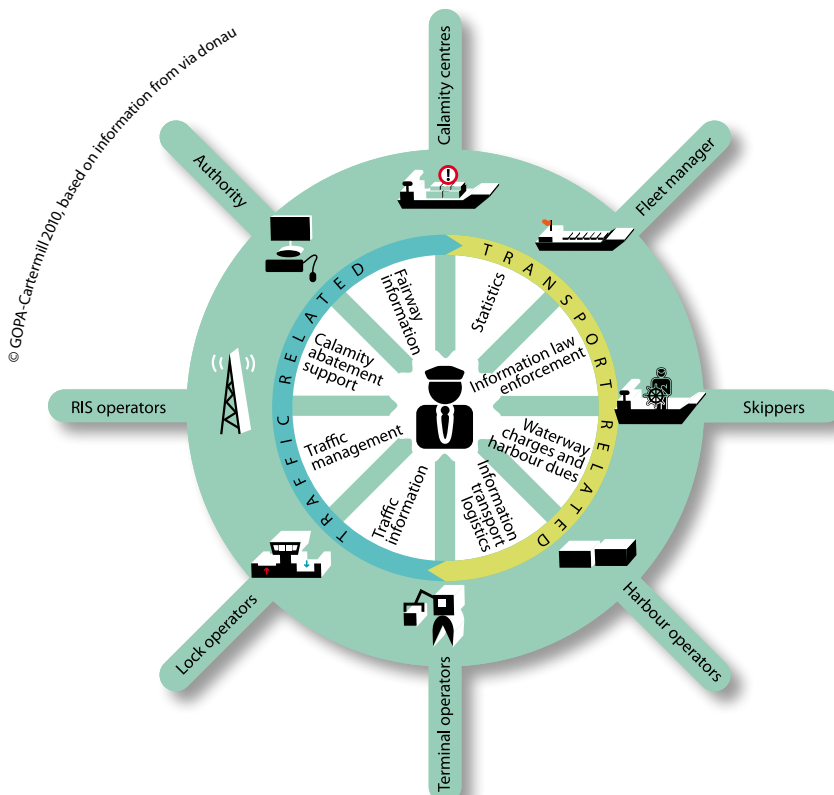 © GOPA-Cartermill 2010, based on information from via donau
Calamity centres
Fleet manager
Skippers
Harbour operators
Terminal operators
Lock operators
RIS operators
Authority
TRAFFIC RELATED
TRANSPORT RELATED
Fairway
information
Statistics
Information law
enforcement
Waterway
charges and
harbour dues
Information
transport
logistics
Traffic
information
Traffic
management
Calamity
abatement
support
!